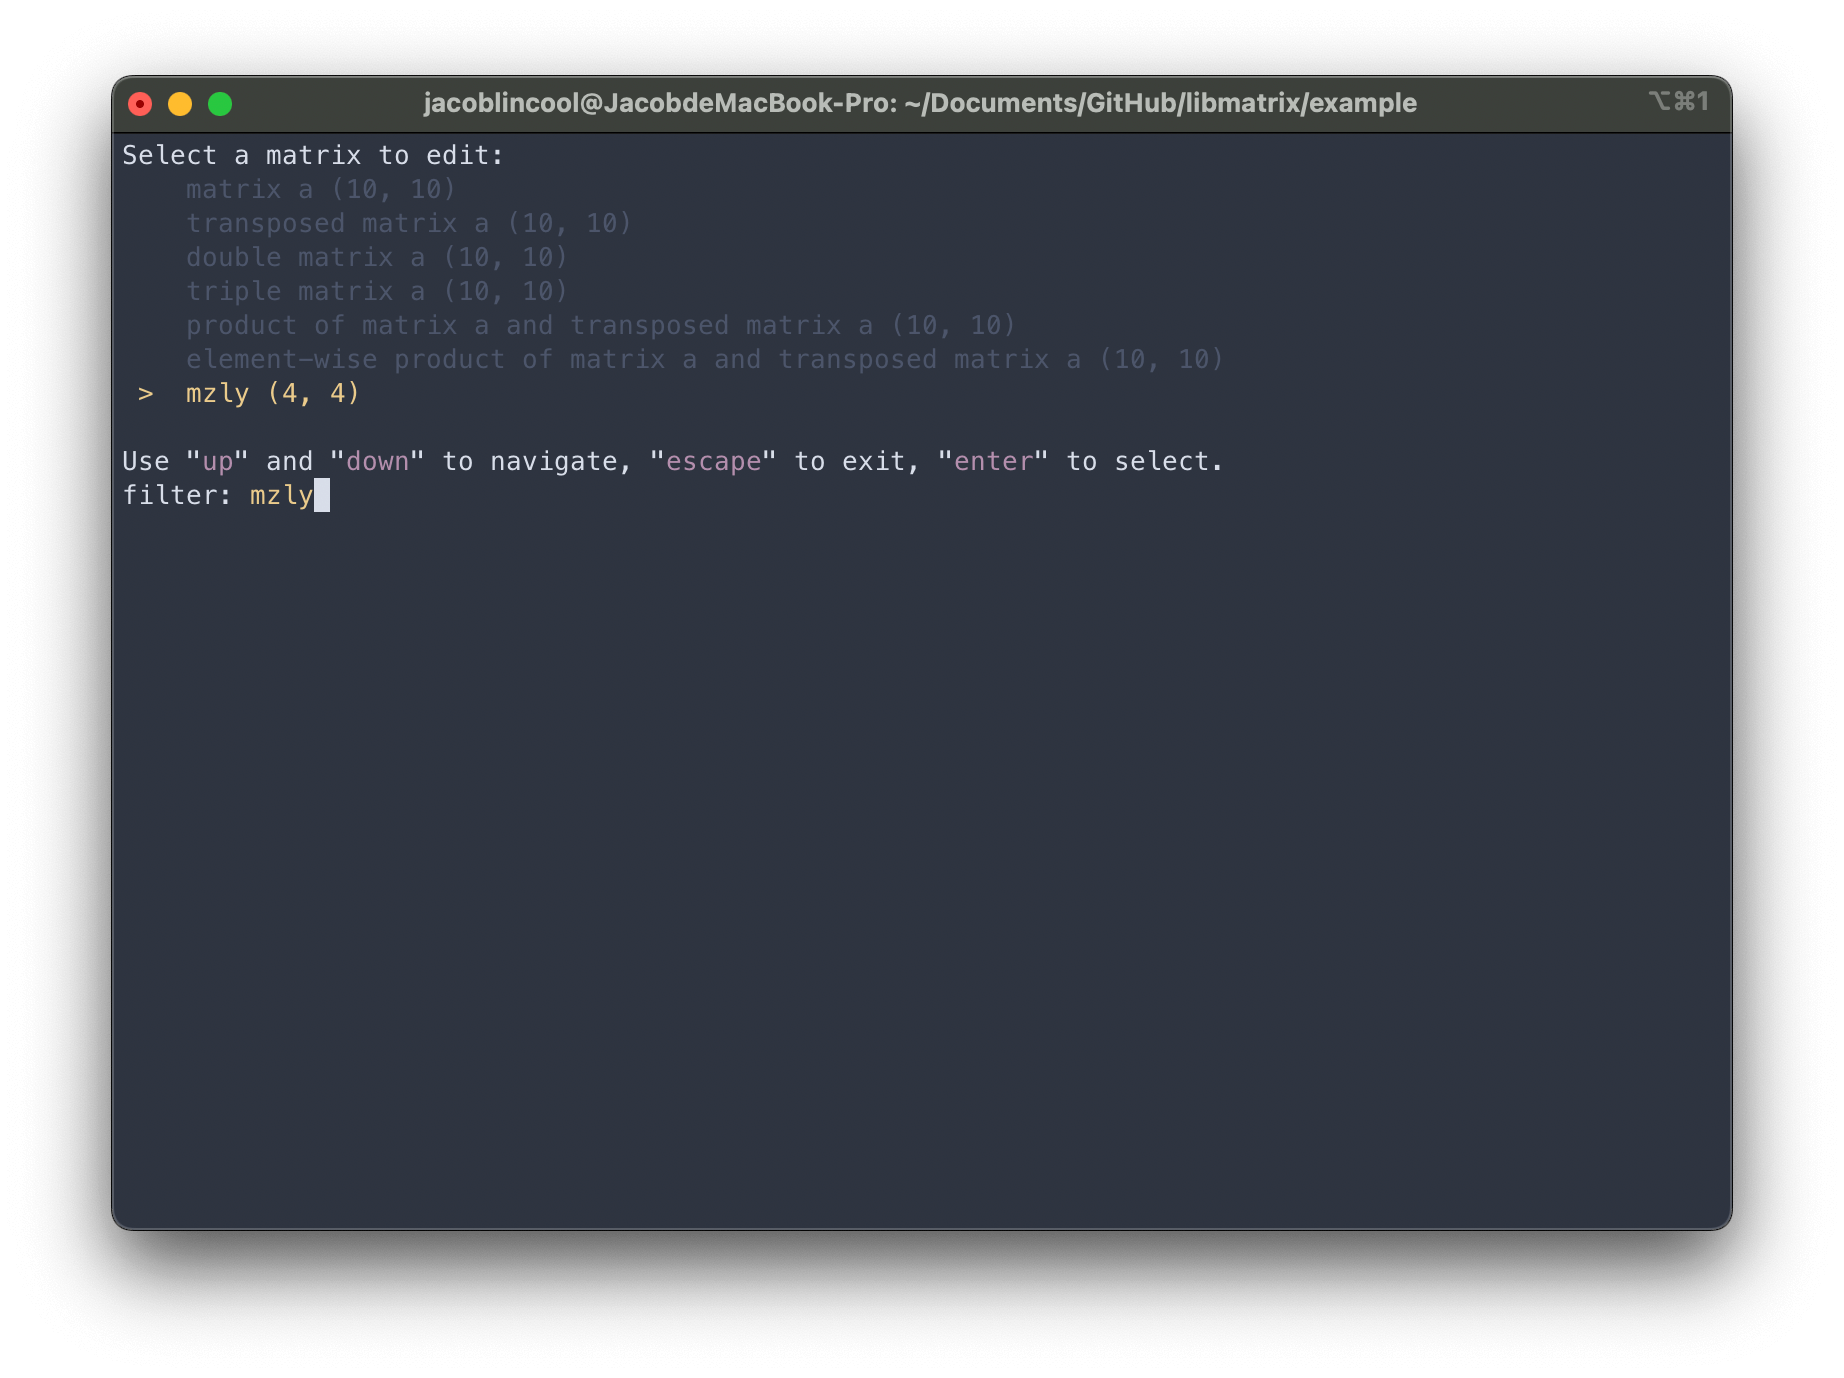 jacoblincool@JacobdeMacBook-Pro: ~/Documents/GitHub/libmatrix/example ⌥⌘1
Select a matrix to edit:
matrix a (10, 10)
transposed matrix a (10, 10)
double matrix a (10, 10)
triple matrix a (10, 10)
product of matrix a and transposed matrix a (10, 10)
element-wise product of matrix a and transposed matrix a (10, 10)
> mzly (4, 4)
Use "up" and "down" to navigate, "escape" to exit, "enter" to select.
filter: mzly